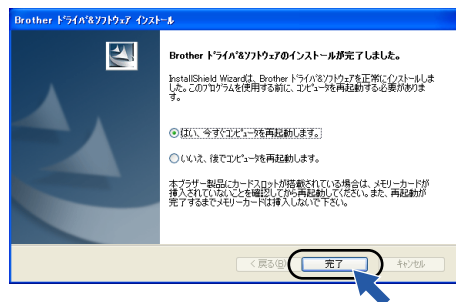 Brother ﾄﾞﾗｲﾊﾞ&ｿﾌﾄｳｪｱ ｲﾝｽﾄｰﾙ
Brother ﾄﾞﾗｲﾊﾞ&ｿﾌﾄｳｪｱのインストールが完了しました。
InstallShield Wizardは、Brother ﾄﾞﾗｲﾊﾞ&ｿﾌﾄｳｪｱを正常にｲﾝｽﾄｰﾙしま
した。このﾌﾟﾛｸﾞﾗﾑを使用する前に、ｺﾝﾋﾟｭｰﾀを再起動する必要がありま
す。
はい、今すぐｺﾝﾋﾟｭｰﾀを再起動します。
いいえ、後でｺﾝﾋﾟｭｰﾀを再起動します。
本ブラザー製品にカードスロットが搭載されている場合は、メモリーカードが
挿入されていないことを確認してから再起動してください。また、再起動が
完了するまでメモリーカードは挿入しないで下さい。
< 戻る(B) 完了 ｷｬﾝｾﾙ